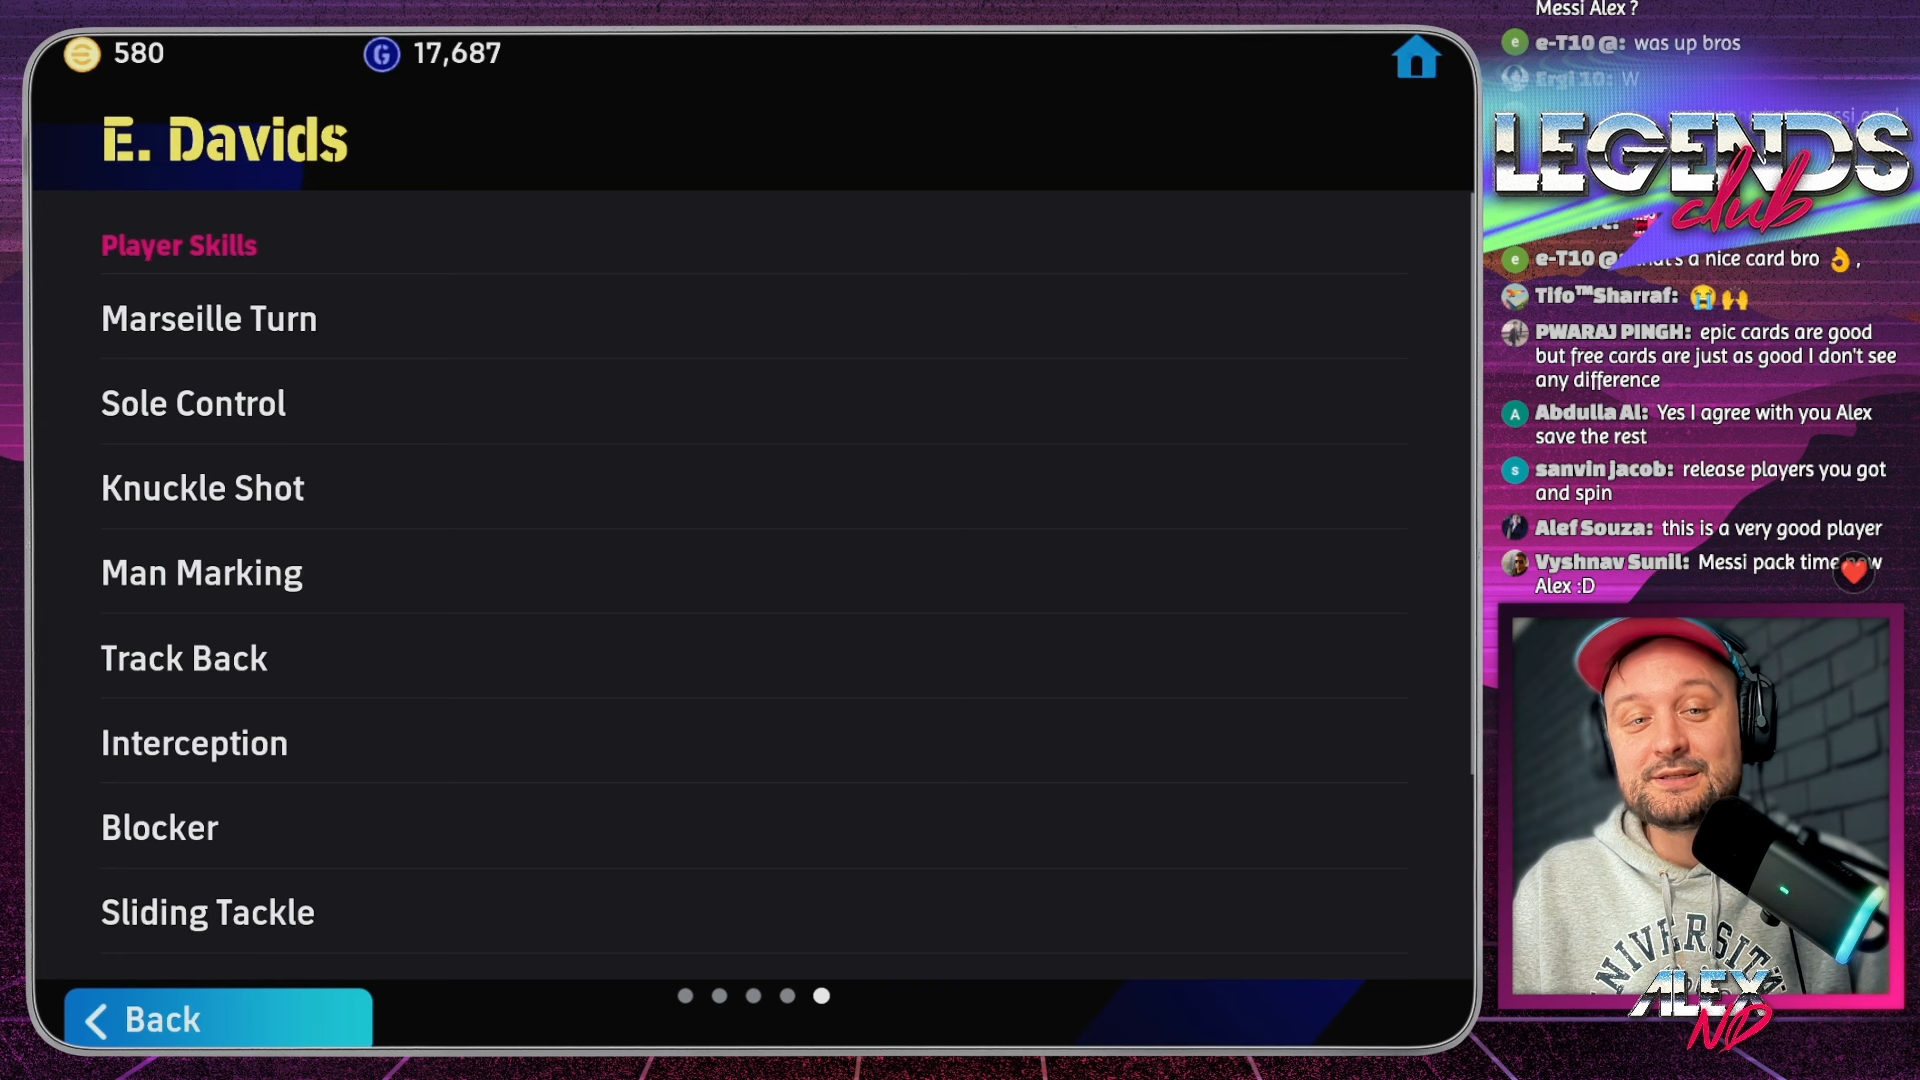 580
17,687
E. Davids
Player Skills
Marseille Turn
Sole Control
Knuckle Shot
Man Marking
Track Back
Interception
Blocker
Sliding Tackle
Back
Messi Alex ?
e-T10 @: was up bros
Ergi 10: W
LEGENDS
club
e-T10 @: that's a nice card bro 👌 ,
Tifo™Sharraf: 😭🙌
PWARAJ PINGH: epic cards are good
but free cards are just as good I don't see
any difference
Abdulla Al: Yes I agree with you Alex
save the rest
sanvin jacob: release players you got
and spin
Alef Souza: this is a very good player
Vyshnav Sunil: Messi pack time now
Alex :D
ALEX
ND